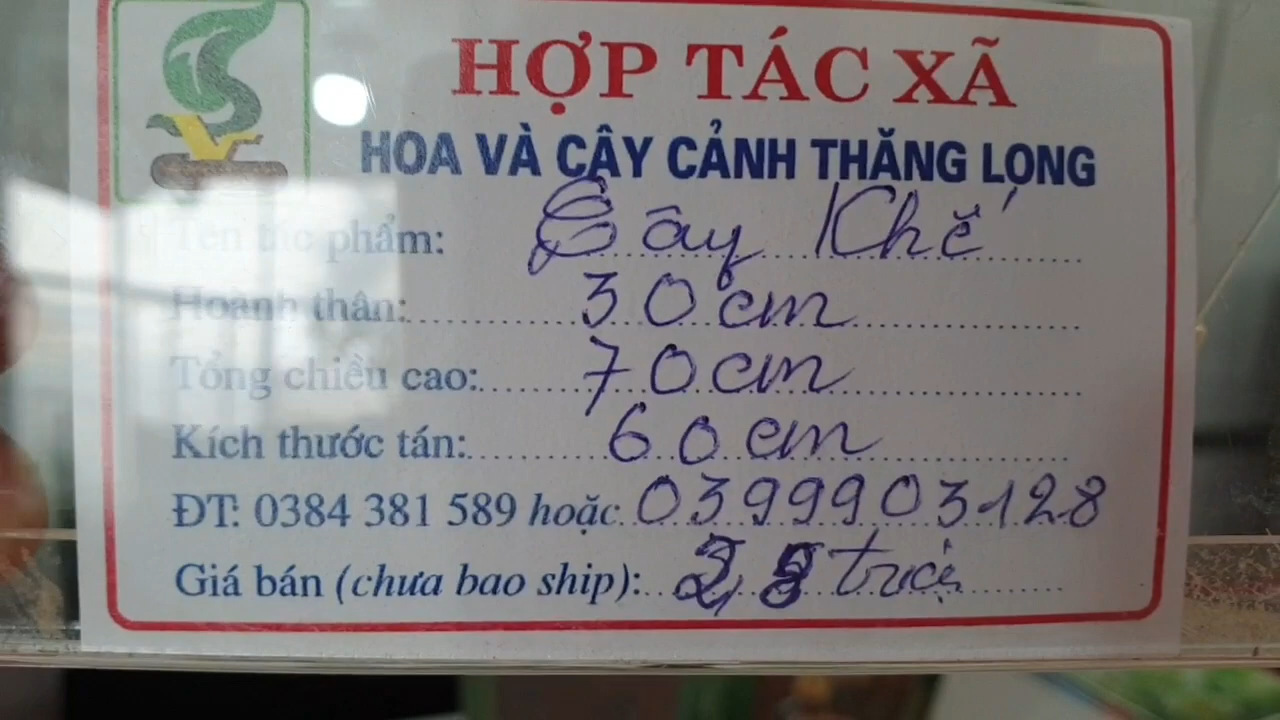 HỢP TÁC XÃ
HOA VÀ CÂY CẢNH THĂNG LONG
Tên tác phẩm: Cây Khế
Hoành thân: 30cm
Tổng chiều cao: 70cm
Kích thước tán: 60cm
ĐT: 0384 381 589 hoặc 0399903128
Giá bán (chưa bao ship): triệu